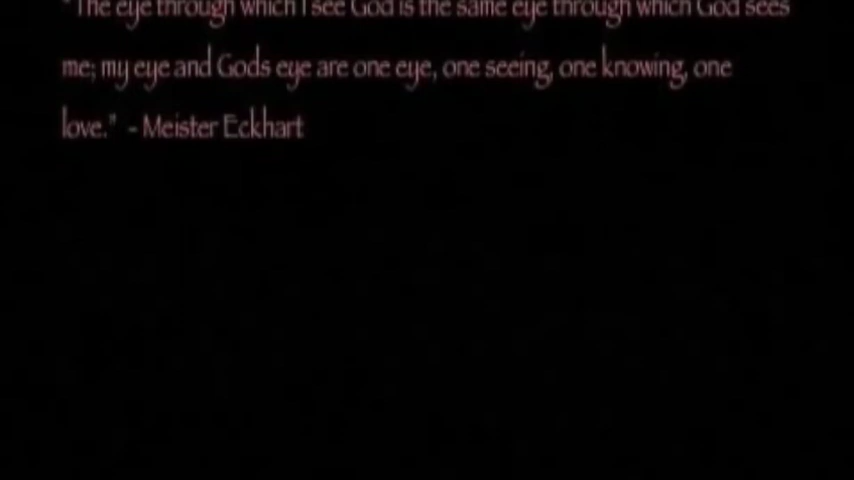 "The eye through which I see God is the same eye through which God sees
me; my eye and Gods eye are one eye, one seeing, one knowing, one
love." - Meister Eckhart